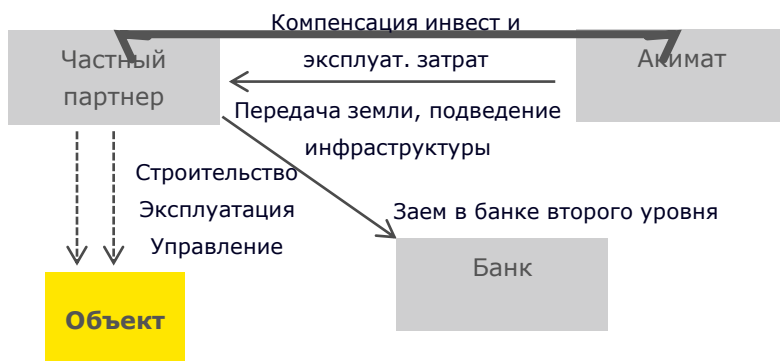 Компенсация инвест и
эксплуат. затрат
Частный
партнер
Акимат
Передача земли, подведение
инфраструктуры
Строительство
Эксплуатация
Управление
Заем в банке второго уровня
Банк
Объект